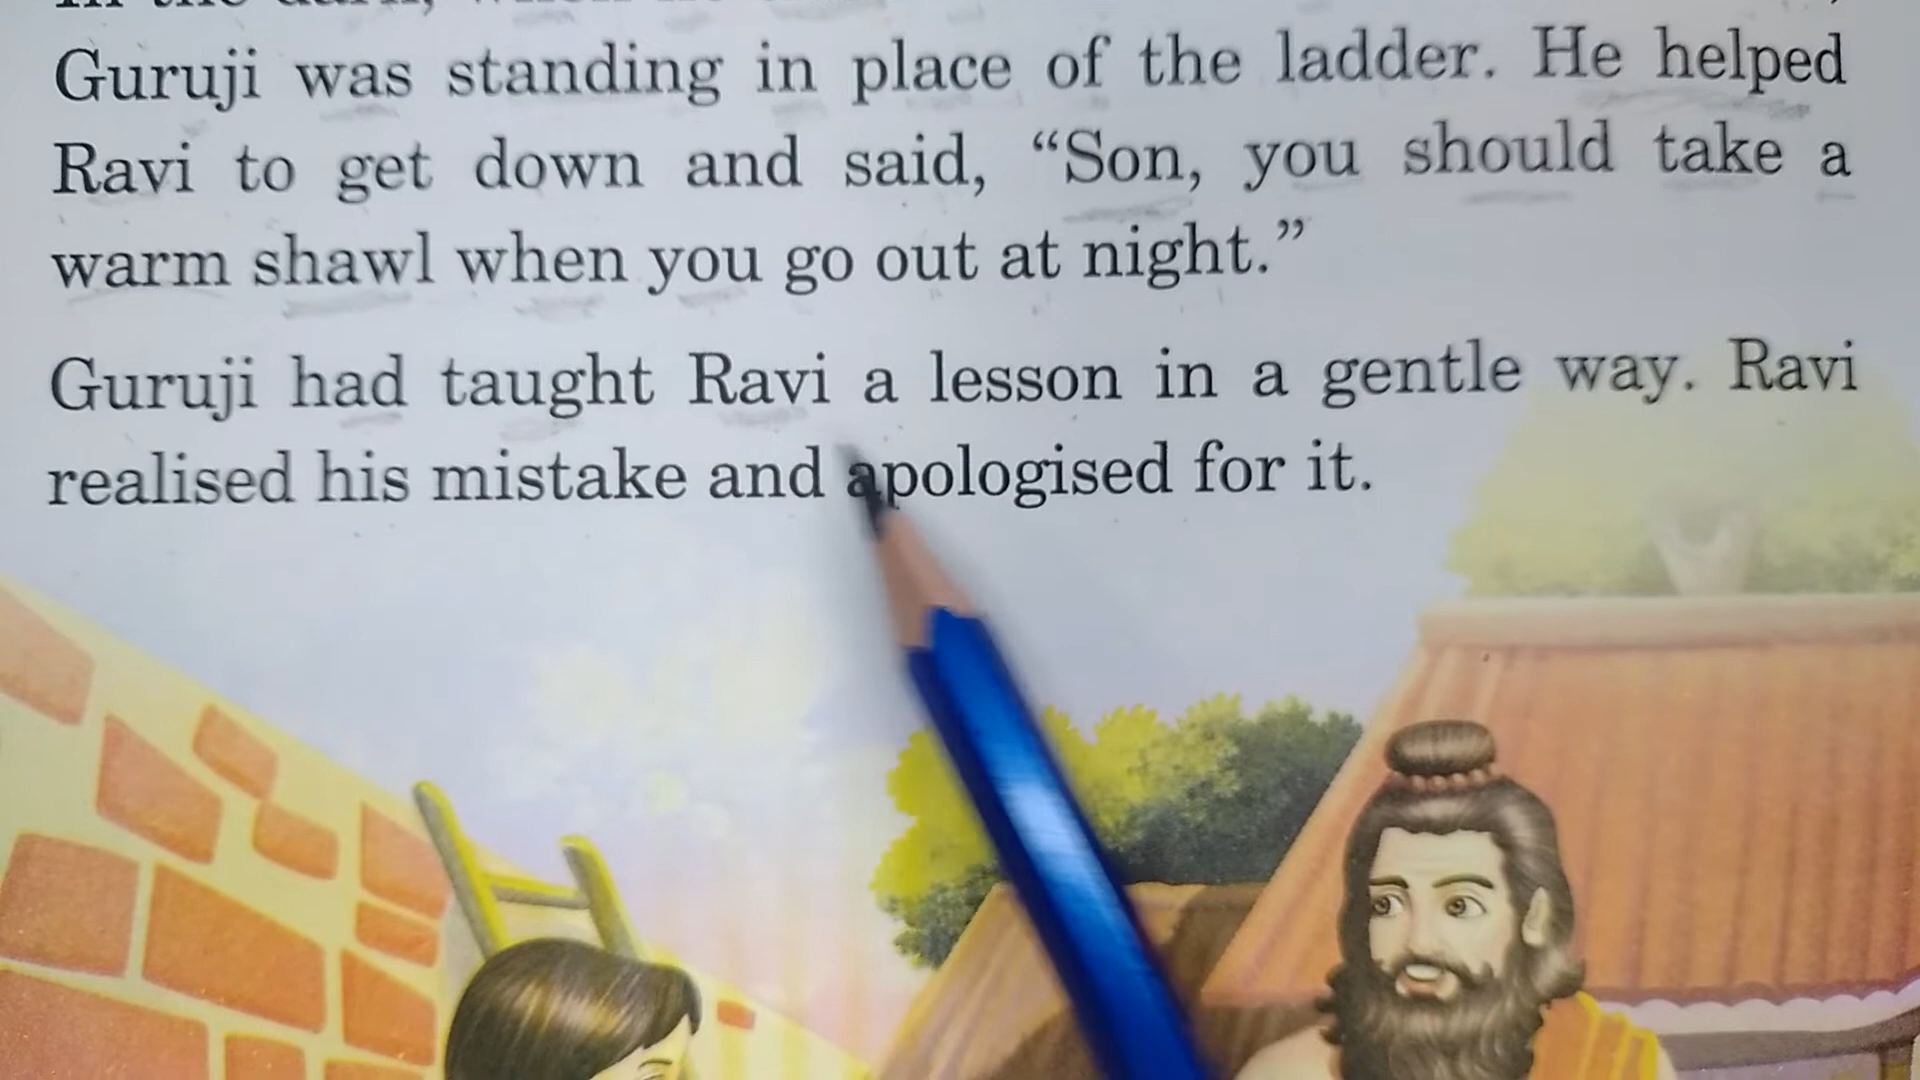 Guruji was standing in place of the ladder. He helped
Ravi to get down and said, “Son, you should take a
warm shawl when you go out at night.”
Guruji had taught Ravi a lesson in a gentle way. Ravi
realised his mistake and apologised for it.